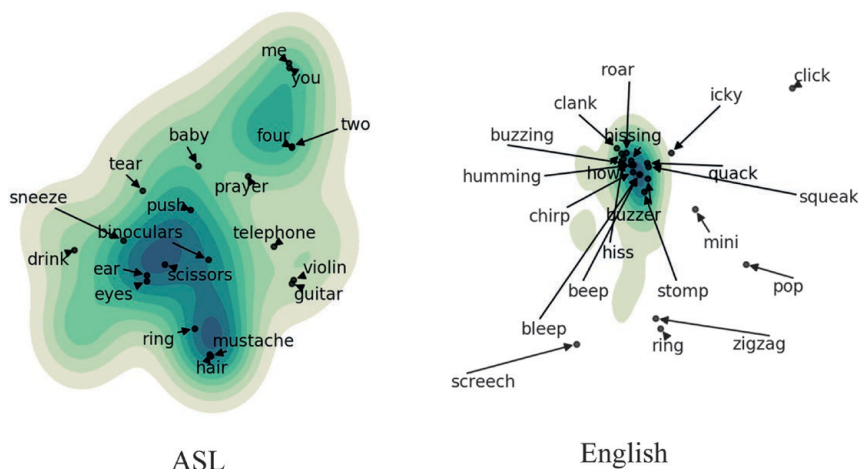 me
you
four
two
baby
tear
prayer
sneeze
push
binoculars
telephone
drink
ear
scissors
violin
eyes
guitar
ring
mustache
hair
ASL
roar
click
clank
icky
buzzing
hissing
humming
how
quack
squeak
chirp
buzzer
mini
hiss
beep
stomp
pop
bleep
ring
zigzag
screech
English